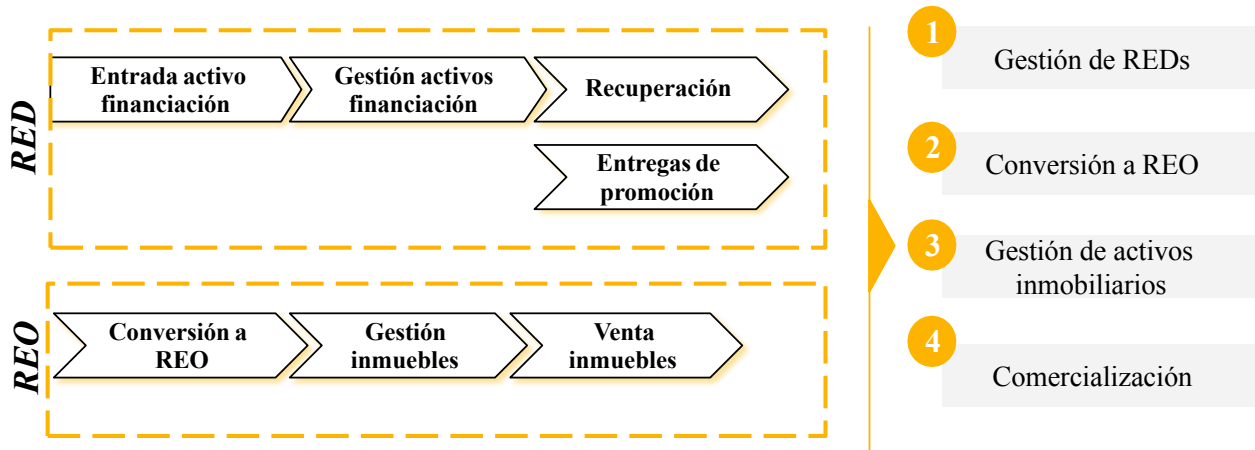 RED
Entrada activo
financiación
Gestión activos
financiación
Recuperación
Entregas de
promoción
REO
Conversión a
REO
Gestión
inmuebles
Venta
inmuebles
1
Gestión de REDs
2
Conversión a REO
3
Gestión de activos
inmobiliarios
4
Comercialización